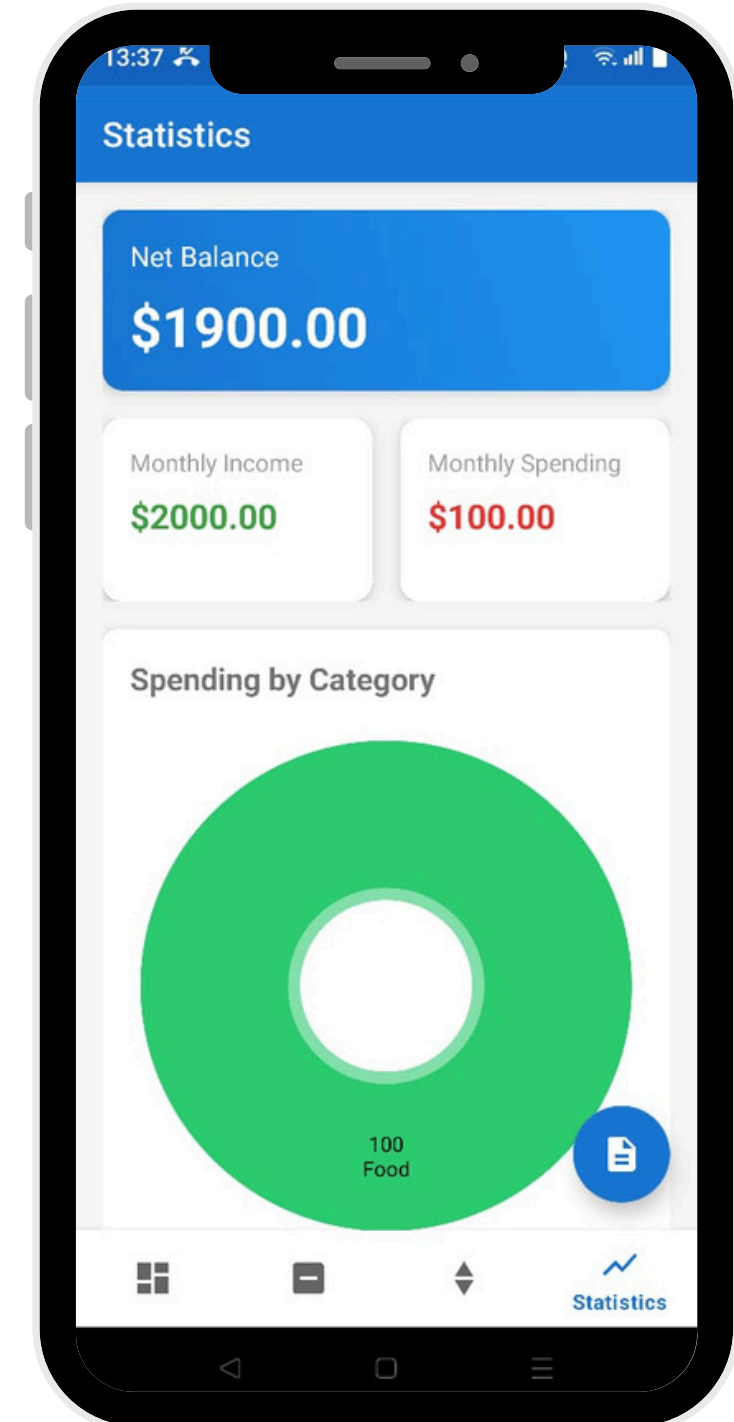 13:37
Statistics
Net Balance
$1900.00
Monthly Income
$2000.00
Monthly Spending
$100.00
Spending by Category
100
Food
Statistics